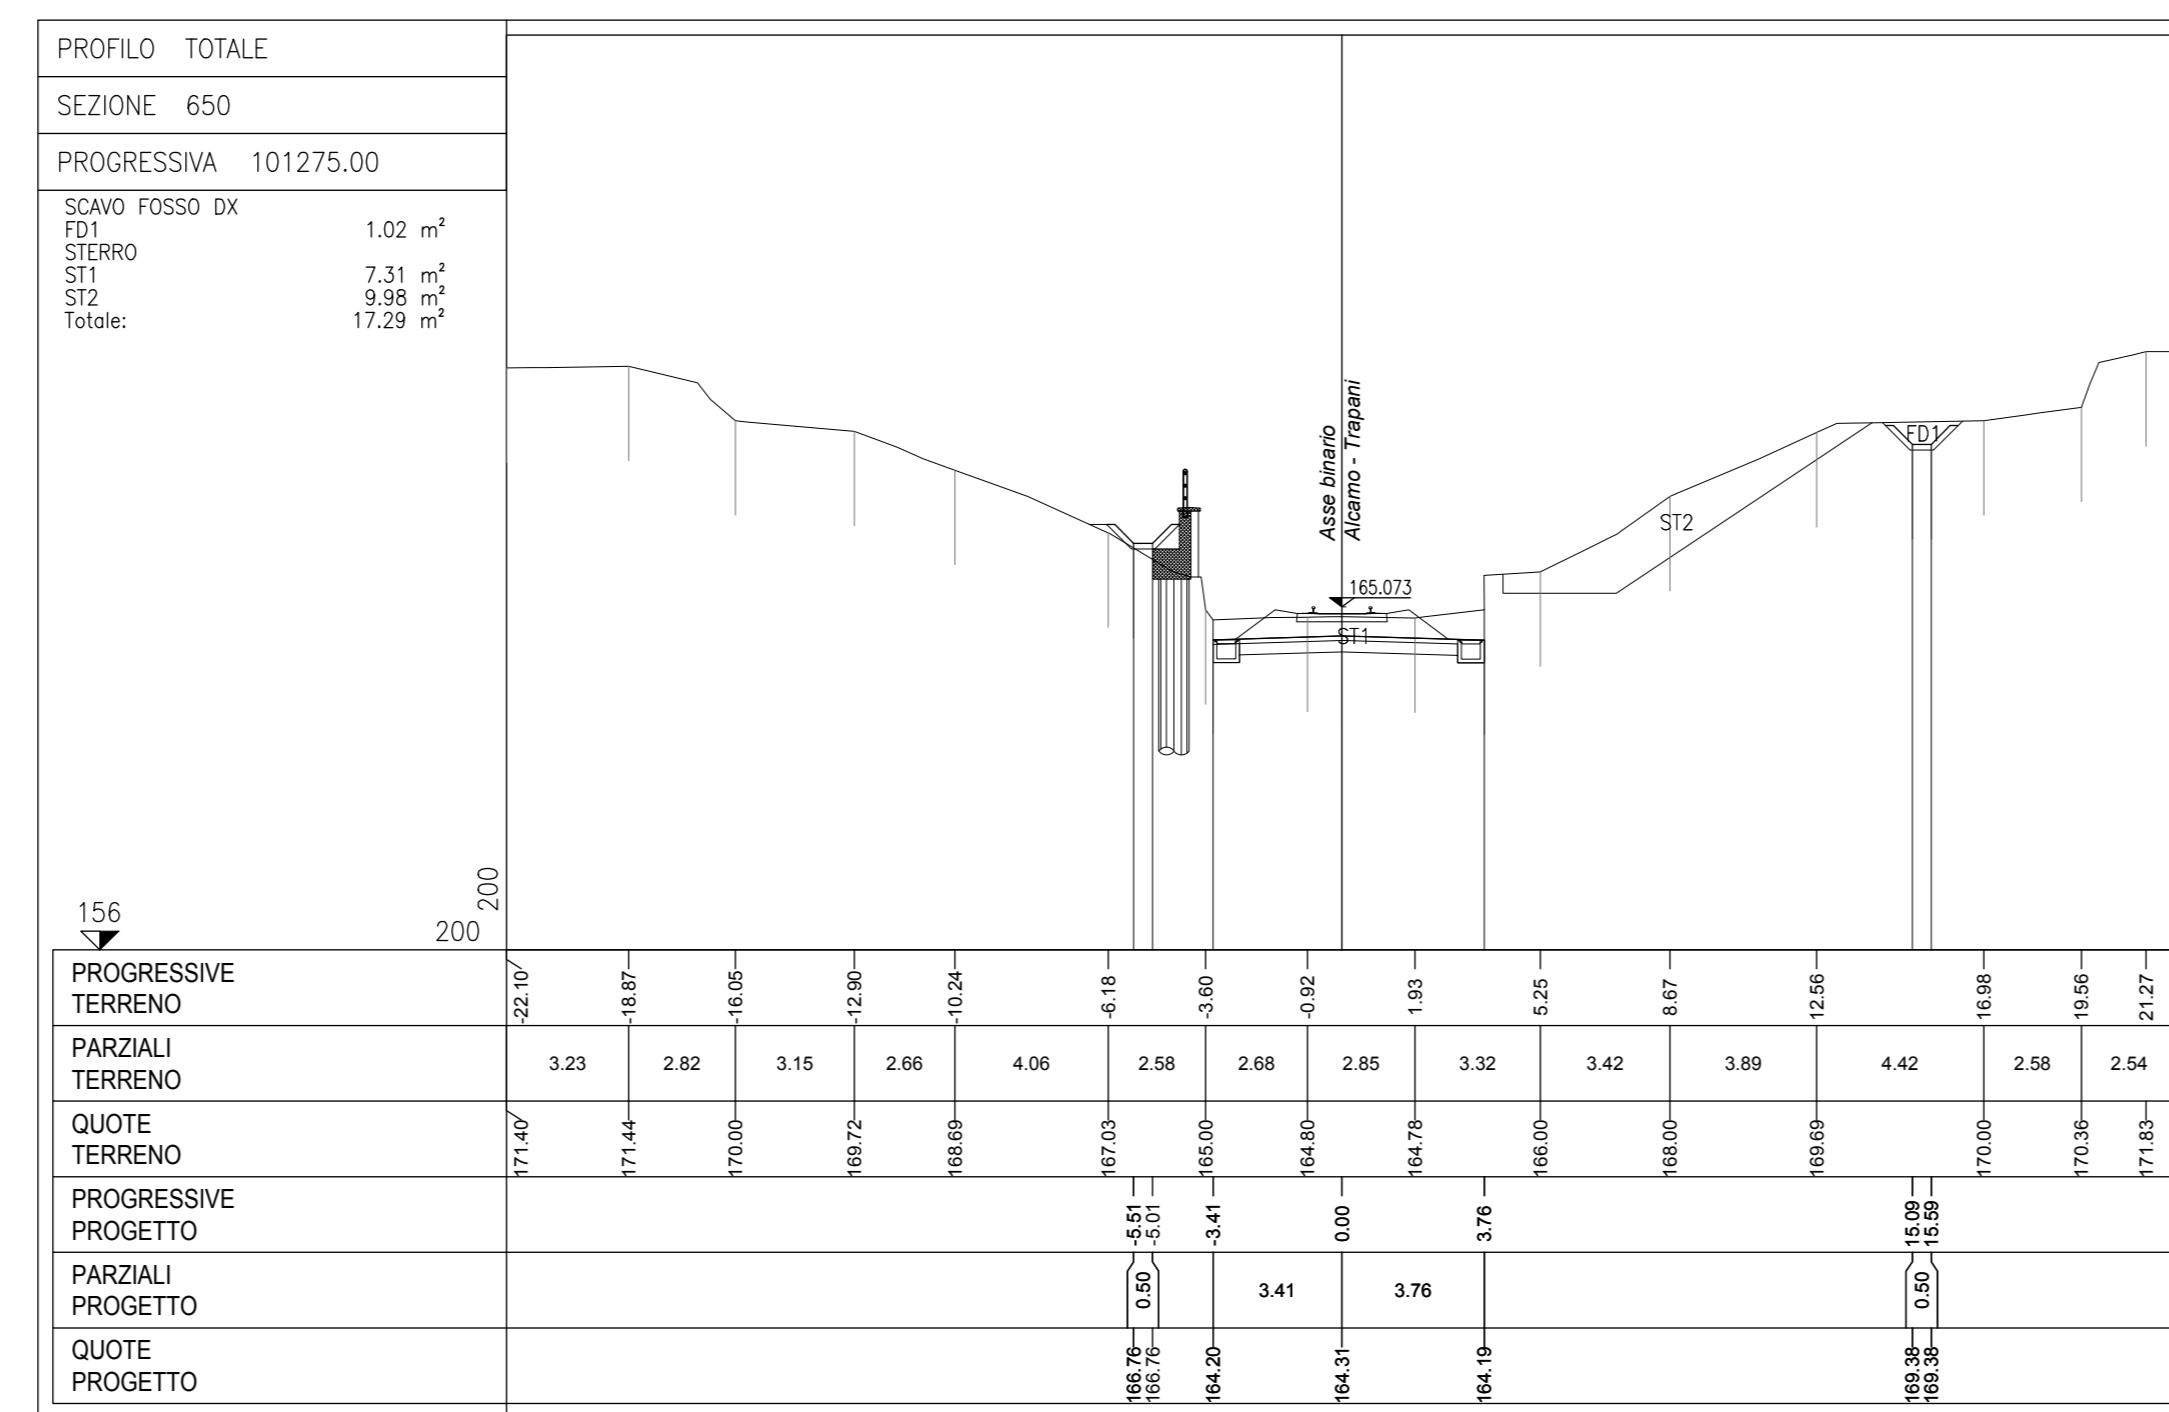 PROFILO TOTALE
SEZIONE 650
PROGRESSIVA 101275.00
SCAVO FOSSO DX
FD1 1.02 m²
STERRO
ST1 7.31 m²
ST2 9.98 m²
Totale: 17.29 m²
Asse binario
Alcamo - Trapani
FD1
ST2
165.073
ST1
200
156
200
PROGRESSIVE
TERRENO
-22.10 -18.87 -16.05 -12.90 -10.24 -6.18 -3.60 -0.92 1.93 5.25 8.67 12.56 16.98 19.56 21.27
PARZIALI
TERRENO
3.23 2.82 3.15 2.66 4.06 2.58 2.68 2.85 3.32 3.42 3.89 4.42 2.58 2.54
QUOTE
TERRENO
171.40 171.44 170.00 169.72 168.69 167.03 165.00 164.80 164.78 166.00 168.00 169.69 170.00 170.36 171.83
PROGRESSIVE
PROGETTO
-5.51 -5.01 -3.41 0.00 3.76 15.09 15.59
PARZIALI
PROGETTO
0.50 3.41 3.76 0.50
QUOTE
PROGETTO
166.76 166.76 164.20 164.31 164.19 169.38 169.38